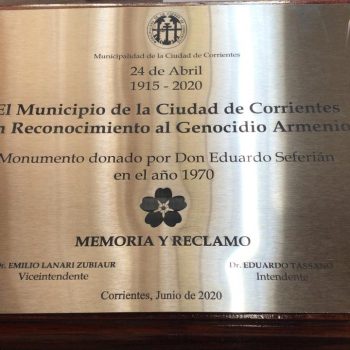 Municipalidad de la Ciudad de Corrientes
24 de Abril
1915 - 2020
El Municipio de la Ciudad de Corrientes
n Reconocimiento al Genocidio Armenio
Monumento donado por Don Eduardo Seferián
en el año 1970
MEMORIA Y RECLAMO
Dr. EMILIO LANARI ZUBIAUR
Viceintendente
Dr. EDUARDO TASSANO
Intendente
Corrientes, Junio de 2020